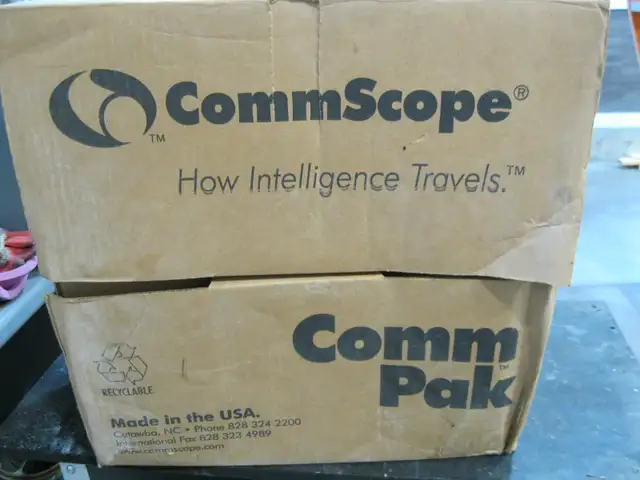 CommScope®
™
How Intelligence Travels.™
Comm
Pak™
RECYCLABLE
Made in the USA.
Catawba, NC • Phone 828 324 2200
International Fax 828 323 4989
www.commscope.com